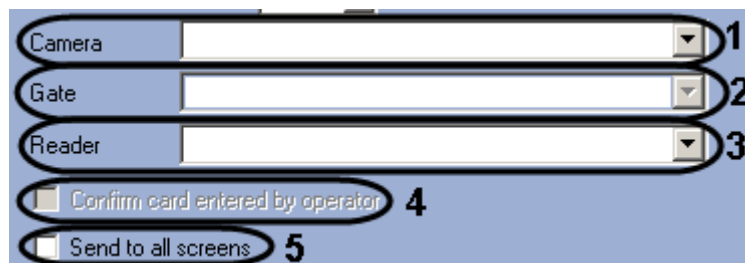 Camera 1
Gate 2
Reader 3
Confirm card entered by operator 4
Send to all screens 5